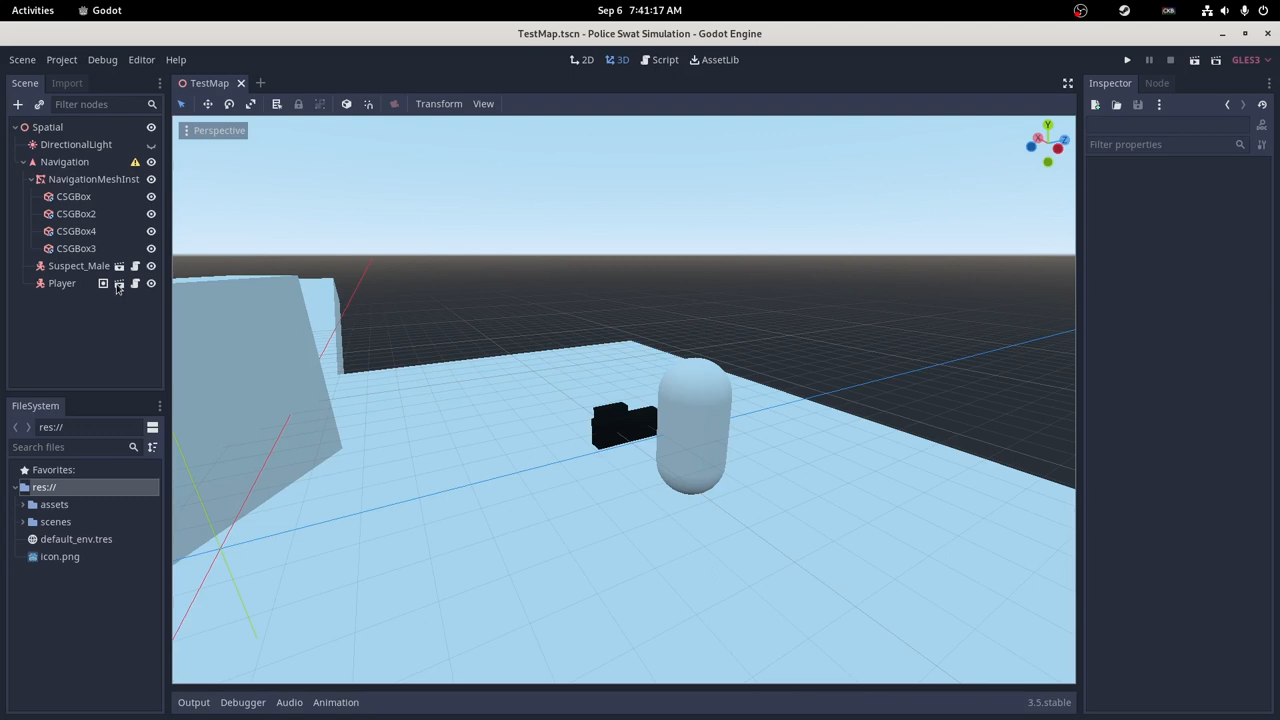 Activities Godot Sep 6 7:41:17 AM CKB
TestMap.tscn - Police Swat Simulation - Godot Engine
Scene Project Debug Editor Help 2D 3D Script AssetLib GLES3
Scene Import TestMap Inspector Node
Filter nodes Transform View
Spatial Perspective Y X Z
DirectionalLight Filter properties
Navigation
NavigationMeshInst
CSGBox
CSGBox2
CSGBox4
CSGBox3
Suspect_Male
Player
FileSystem
res://
Search files
Favorites:
res://
assets
scenes
default_env.tres
icon.png
Output Debugger Audio Animation 3.5.stable